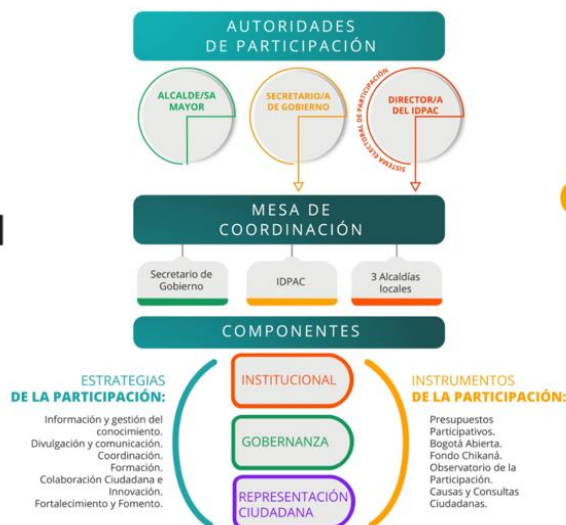 AUTORIDADES
DE PARTICIPACIÓN
ALCALDE/SA
MAYOR
SECRETARIO/A
DE GOBIERNO
SISTEMA ELECTORAL DE PARTICIPACIÓN
DIRECTOR/A
DEL IDPAC
MESA DE
COORDINACIÓN
Secretario de
Gobierno
IDPAC
3 Alcaldías
locales
COMPONENTES
ESTRATEGIAS
DE LA PARTICIPACIÓN:
Información y gestión del
conocimiento.
Divulgación y comunicación.
Coordinación.
Formación.
Colaboración Ciudadana e
Innovación.
Fortalecimiento y Fomento.
INSTITUCIONAL
GOBERNANZA
REPRESENTACIÓN
CIUDADANA
INSTRUMENTOS
DE LA PARTICIPACIÓN:
Presupuestos
Participativos.
Bogotá Abierta.
Fondo Chikaná.
Observatorio de la
Participación.
Causas y Consultas
Ciudadanas.